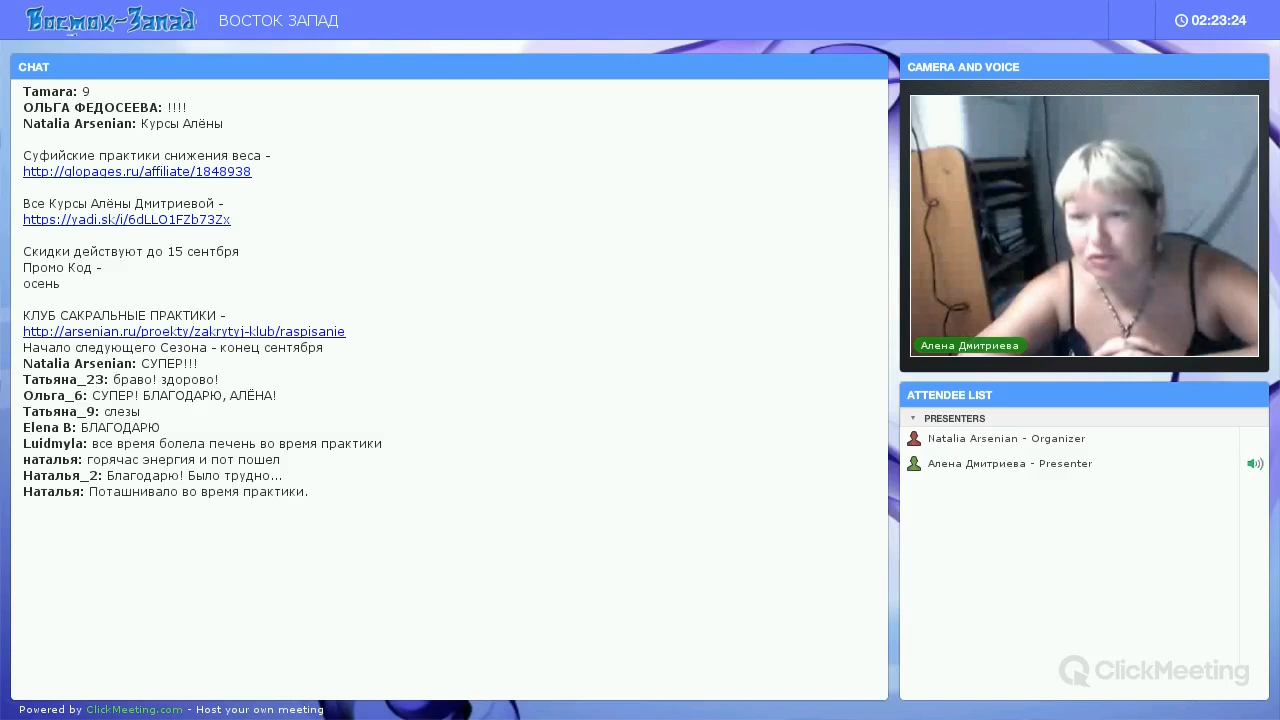 Восток-Запад
ВОСТОК ЗАПАД
02:23:24
CHAT
Tamara: 9
ОЛЬГА ФЕДОСЕЕВА: !!!!
Natalia Arsenian: Курсы Алёны
Суфийские практики снижения веса -
http://glopages.ru/affiliate/1848938
Все Курсы Алёны Дмитриевой -
https://yadi.sk/i/6dLLO1FZb73Zx
Скидки действуют до 15 сентбря
Промо Код -
осень
КЛУБ САКРАЛЬНЫЕ ПРАКТИКИ -
http://arsenian.ru/proekty/zakrytyj-klub/raspisanie
Начало следующего Сезона - конец сентября
Natalia Arsenian: СУПЕР!!!
Татьяна_23: браво! здорово!
Ольга_6: СУПЕР! БЛАГОДАРЮ, АЛЁНА!
Татьяна_9: слезы
Elena B: БЛАГОДАРЮ
Luidmyla: все время болела печень во время практики
наталья: горячас энергия и пот пошел
Наталья_2: Благодарю! Было трудно...
Наталья: Поташнивало во время практики.
CAMERA AND VOICE
Алена Дмитриева
ATTENDEE LIST
PRESENTERS
Natalia Arsenian - Organizer
Алена Дмитриева - Presenter
ClickMeeting
Powered by ClickMeeting.com - Host your own meeting